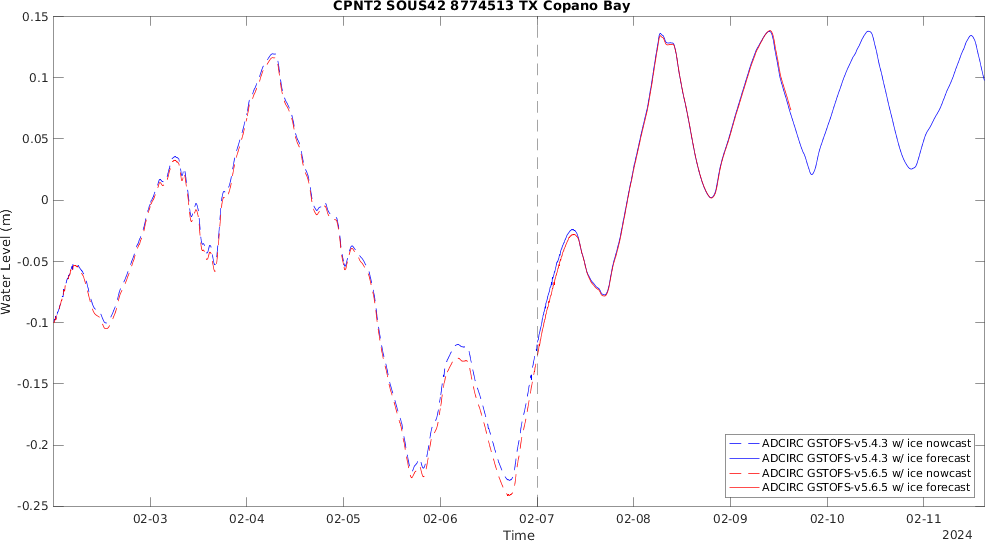 CPNT2 SOUS42 8774513 TX Copano Bay
0.15
0.1
0.05
0
-0.05
-0.1
-0.15
-0.2
-0.25
Water Level (m)
ADCIRC GSTOFS-v5.4.3 w/ ice nowcast
ADCIRC GSTOFS-v5.4.3 w/ ice forecast
ADCIRC GSTOFS-v5.6.5 w/ ice nowcast
ADCIRC GSTOFS-v5.6.5 w/ ice forecast
02-03 02-04 02-05 02-06 02-07 02-08 02-09 02-10 02-11
Time
2024